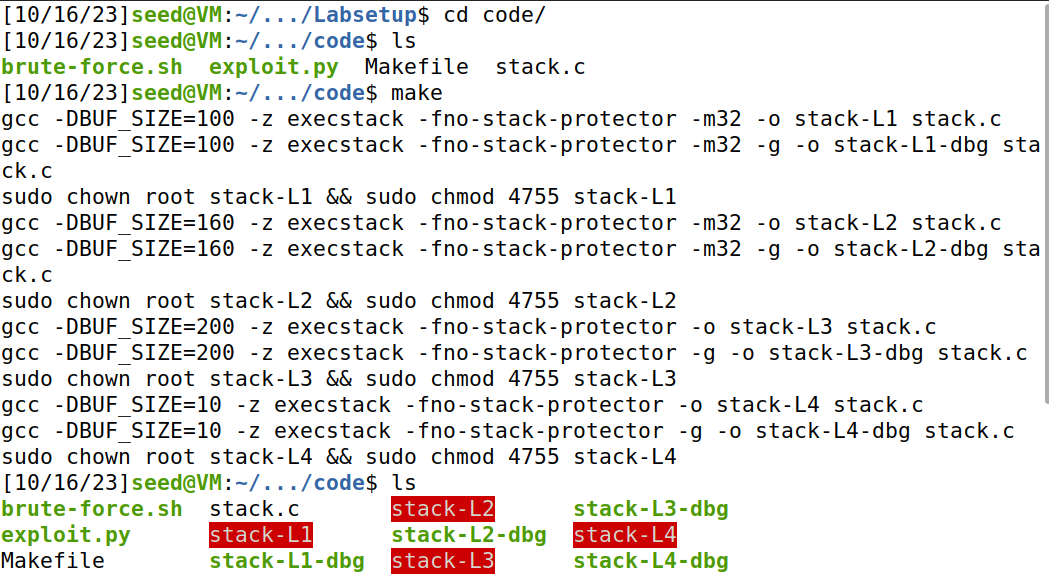 [10/16/23]seed@VM:~/.../Labsetup$ cd code/
[10/16/23]seed@VM:~/.../code$ ls
brute-force.sh  exploit.py  Makefile  stack.c
[10/16/23]seed@VM:~/.../code$ make
gcc -DBUF_SIZE=100 -z execstack -fno-stack-protector -m32 -o stack-L1 stack.c
gcc -DBUF_SIZE=100 -z execstack -fno-stack-protector -m32 -g -o stack-L1-dbg sta
ck.c
sudo chown root stack-L1 && sudo chmod 4755 stack-L1
gcc -DBUF_SIZE=160 -z execstack -fno-stack-protector -m32 -o stack-L2 stack.c
gcc -DBUF_SIZE=160 -z execstack -fno-stack-protector -m32 -g -o stack-L2-dbg sta
ck.c
sudo chown root stack-L2 && sudo chmod 4755 stack-L2
gcc -DBUF_SIZE=200 -z execstack -fno-stack-protector -o stack-L3 stack.c
gcc -DBUF_SIZE=200 -z execstack -fno-stack-protector -g -o stack-L3-dbg stack.c
sudo chown root stack-L3 && sudo chmod 4755 stack-L3
gcc -DBUF_SIZE=10 -z execstack -fno-stack-protector -o stack-L4 stack.c
gcc -DBUF_SIZE=10 -z execstack -fno-stack-protector -g -o stack-L4-dbg stack.c
sudo chown root stack-L4 && sudo chmod 4755 stack-L4
[10/16/23]seed@VM:~/.../code$ ls
brute-force.sh  stack.c       stack-L2      stack-L3-dbg
exploit.py      stack-L1      stack-L2-dbg  stack-L4
Makefile        stack-L1-dbg  stack-L3      stack-L4-dbg